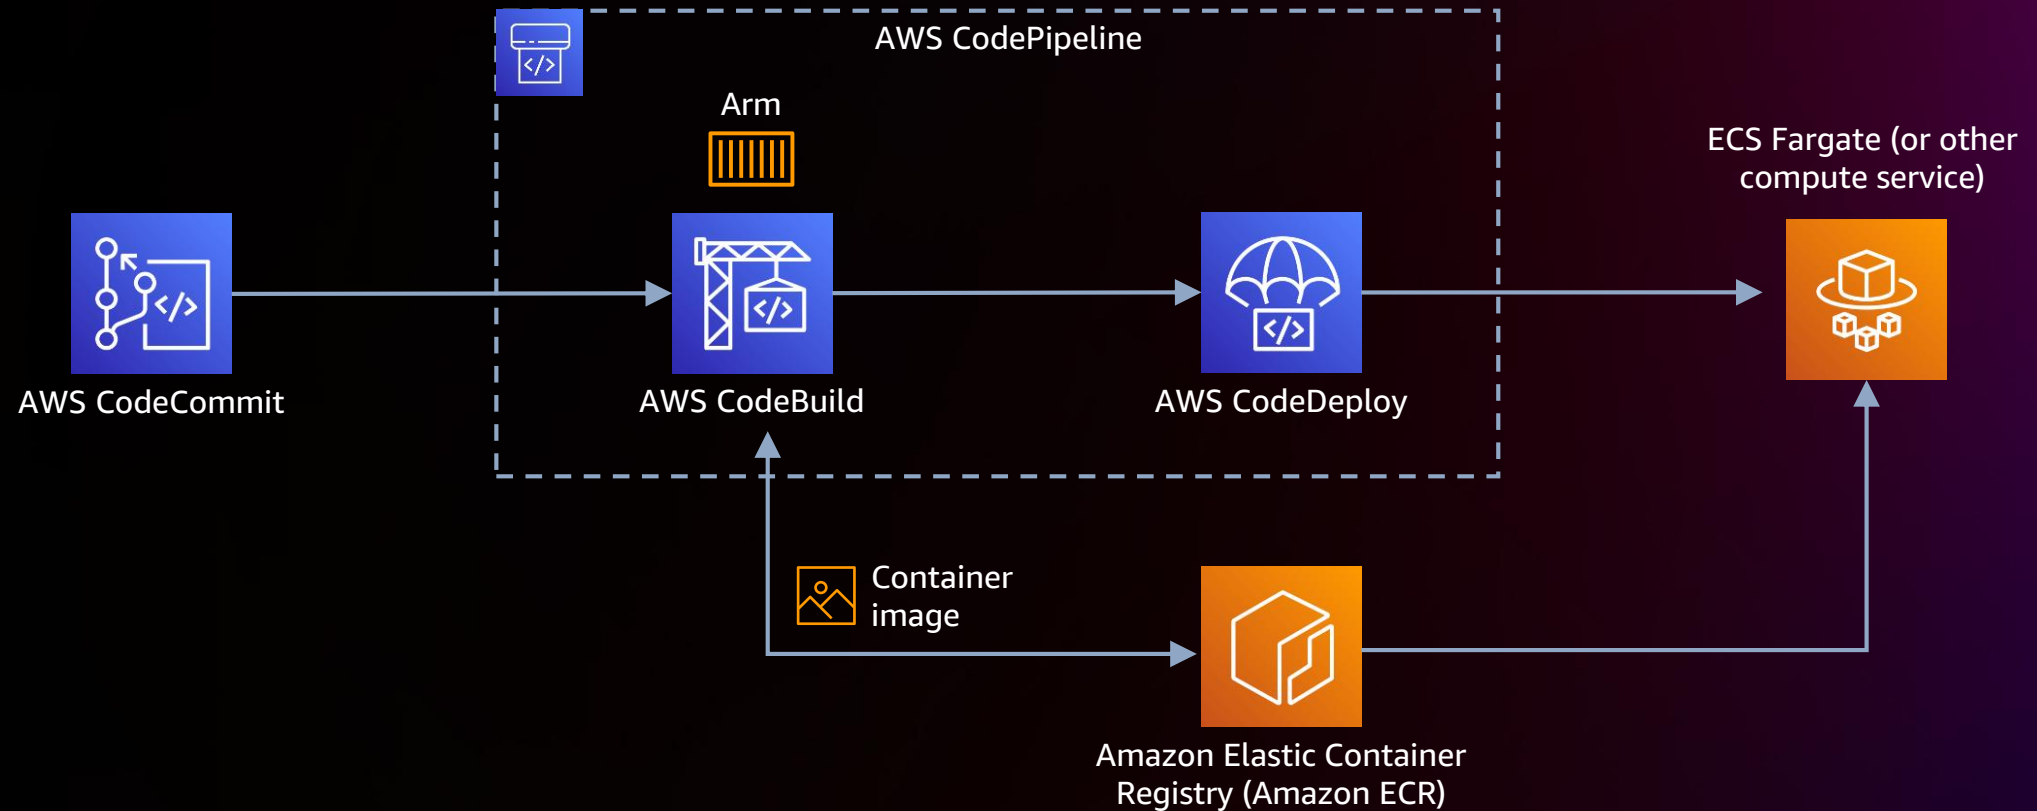 AWS CodePipeline
Arm
</>
ECS Fargate (or other
compute service)
</>
</>
</>
AWS CodeCommit
AWS CodeBuild
AWS CodeDeploy
Container
image
Amazon Elastic Container
Registry (Amazon ECR)